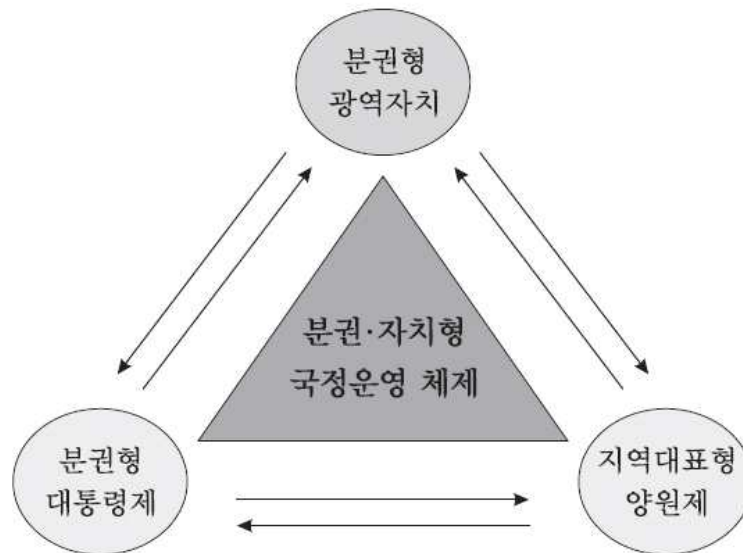 분권형
광역자치
분권·자치형
국정운영 체제
분권형
대통령제
지역대표형
양원제